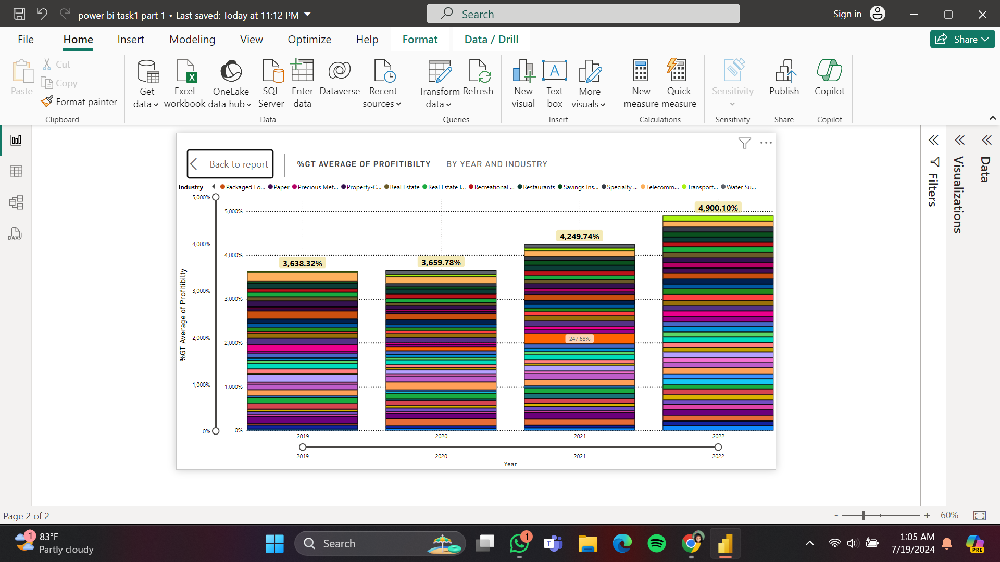 power bi task1 part 1 • Last saved: Today at 11:12 PM
Search
Sign in
File Home Insert Modeling View Optimize Help Format Data / Drill
Share
Paste
Cut
Copy
Format painter
Clipboard
Get data
Excel workbook
OneLake data hub
SQL Server
Enter data
Dataverse
Recent sources
Data
Transform data
Refresh
Queries
New visual
Text box
More visuals
Insert
New measure
Quick measure
Calculations
Sensitivity
Sensitivity
Publish
Share
Copilot
Copilot
DAX
Back to report
%GT AVERAGE OF PROFITIBILTY BY YEAR AND INDUSTRY
Industry Packaged Fo... Paper Precious Met... Property-C... Real Estate Real Estate I... Recreational ... Restaurants Savings Ins... Specialty ... Telecomm... Transport... Water Su...
%GT Average of Profitibilty
5,000%
4,000%
3,000%
2,000%
1,000%
0%
5,000%
4,000%
3,000%
2,000%
1,000%
0%
3,638.32%
3,659.78%
4,249.74%
4,900.10%
247.68%
2019 2020 2021 2022
2019 2020 2021 2022
Year
Filters
Visualizations
Data
Page 2 of 2
- + 60%
1
83°F
Partly cloudy
Search
1
T
PRE
1:05 AM
7/19/2024